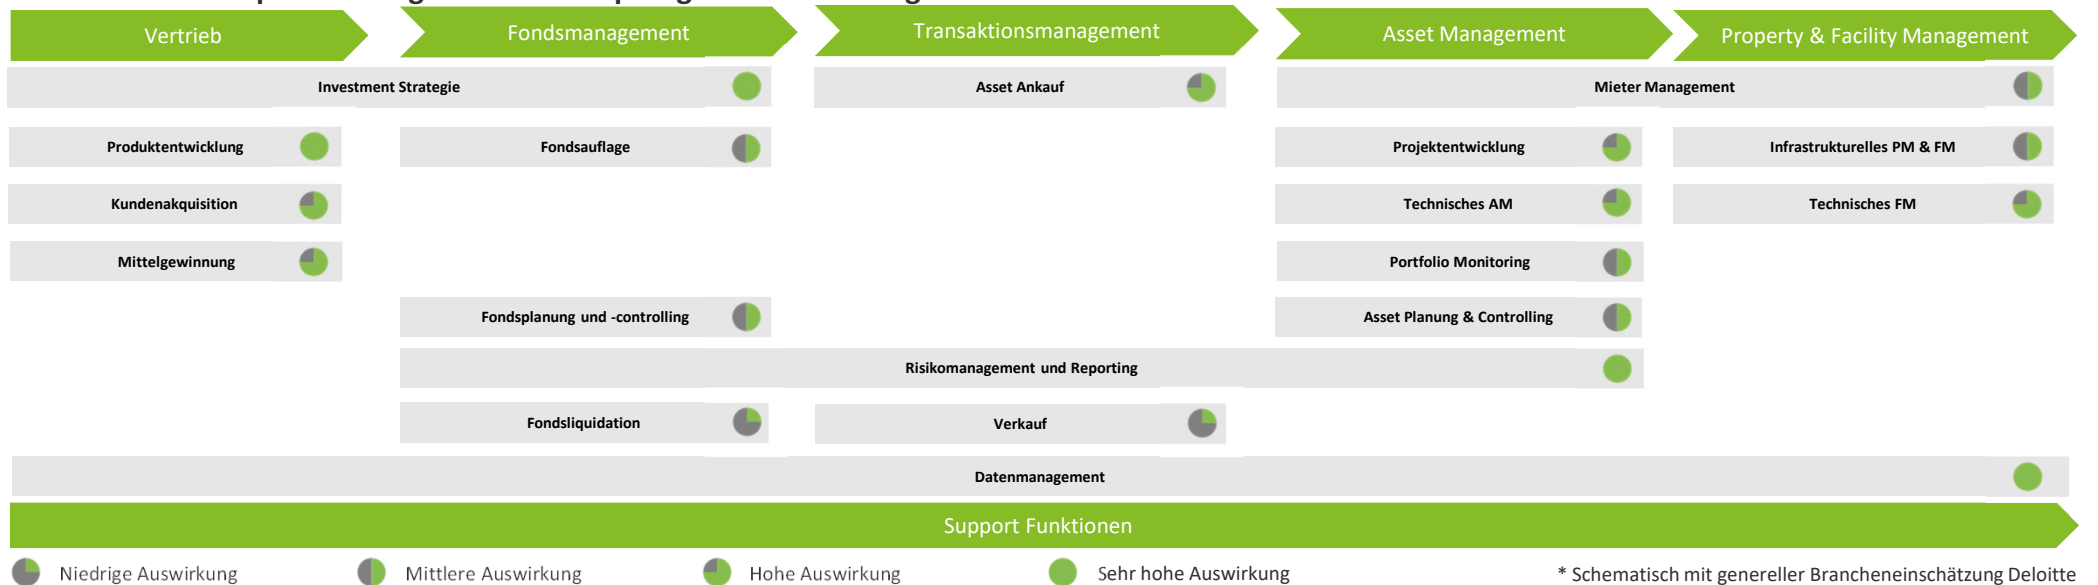 Vertrieb
Fondsmanagement
Transaktionsmanagement
Asset Management
Property & Facility Management
Investment Strategie
Asset Ankauf
Mieter Management
Produktentwicklung
Fondsauflage
Projektentwicklung
Infrastrukturelles PM & FM
Kundenakquisition
Technisches AM
Technisches FM
Mittelgewinnung
Portfolio Monitoring
Fondsplanung und -controlling
Asset Planung & Controlling
Risikomanagement und Reporting
Fondsliquidation
Verkauf
Datenmanagement
Support Funktionen
Niedrige Auswirkung
Mittlere Auswirkung
Hohe Auswirkung
Sehr hohe Auswirkung
* Schematisch mit genereller Brancheneinschätzung Deloitte